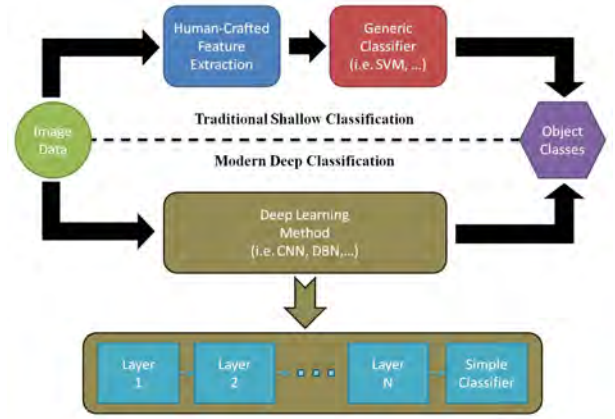 Human-Crafted
Feature
Extraction
Generic
Classifier
(i.e. SVM, ...)
Image
Data
Traditional Shallow Classification
Modern Deep Classification
Object
Classes
Deep Learning
Method
(i.e. CNN, DBN,...)
Layer
1
Layer
2
Layer
N
Simple
Classifier